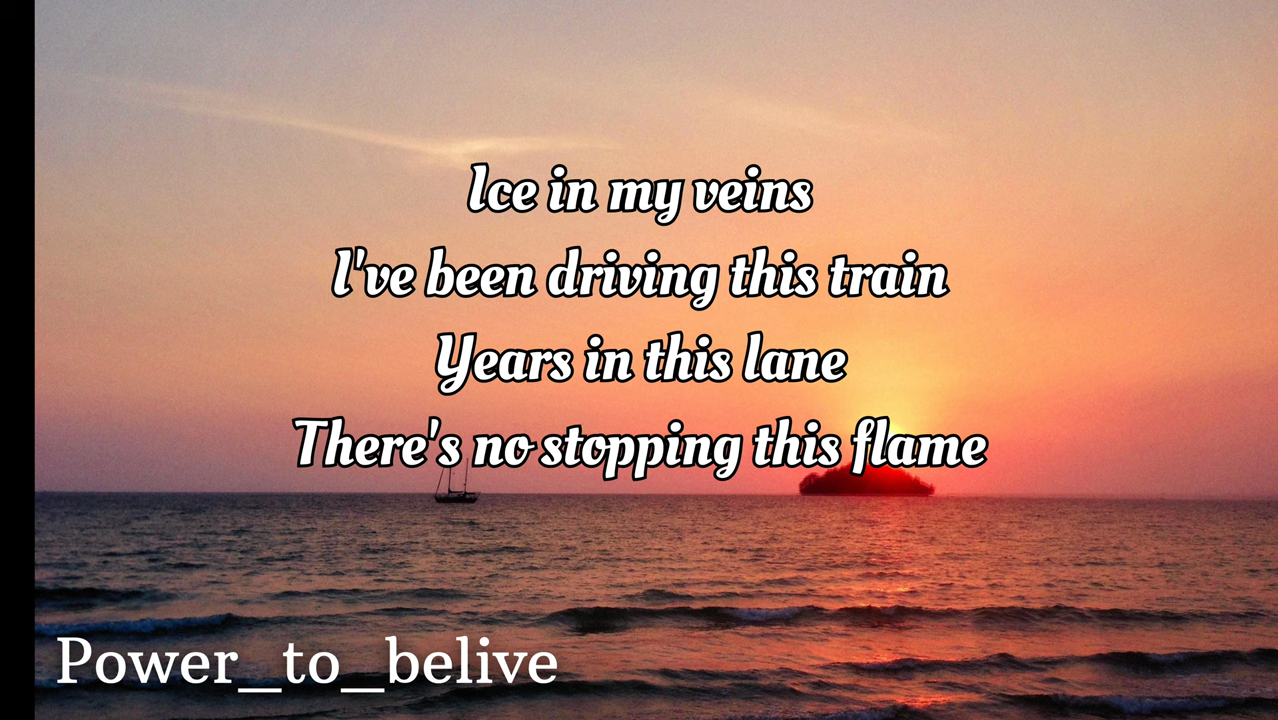 Ice in my veins
I've been driving this train
Years in this lane
There's no stopping this flame
Power_to_belive